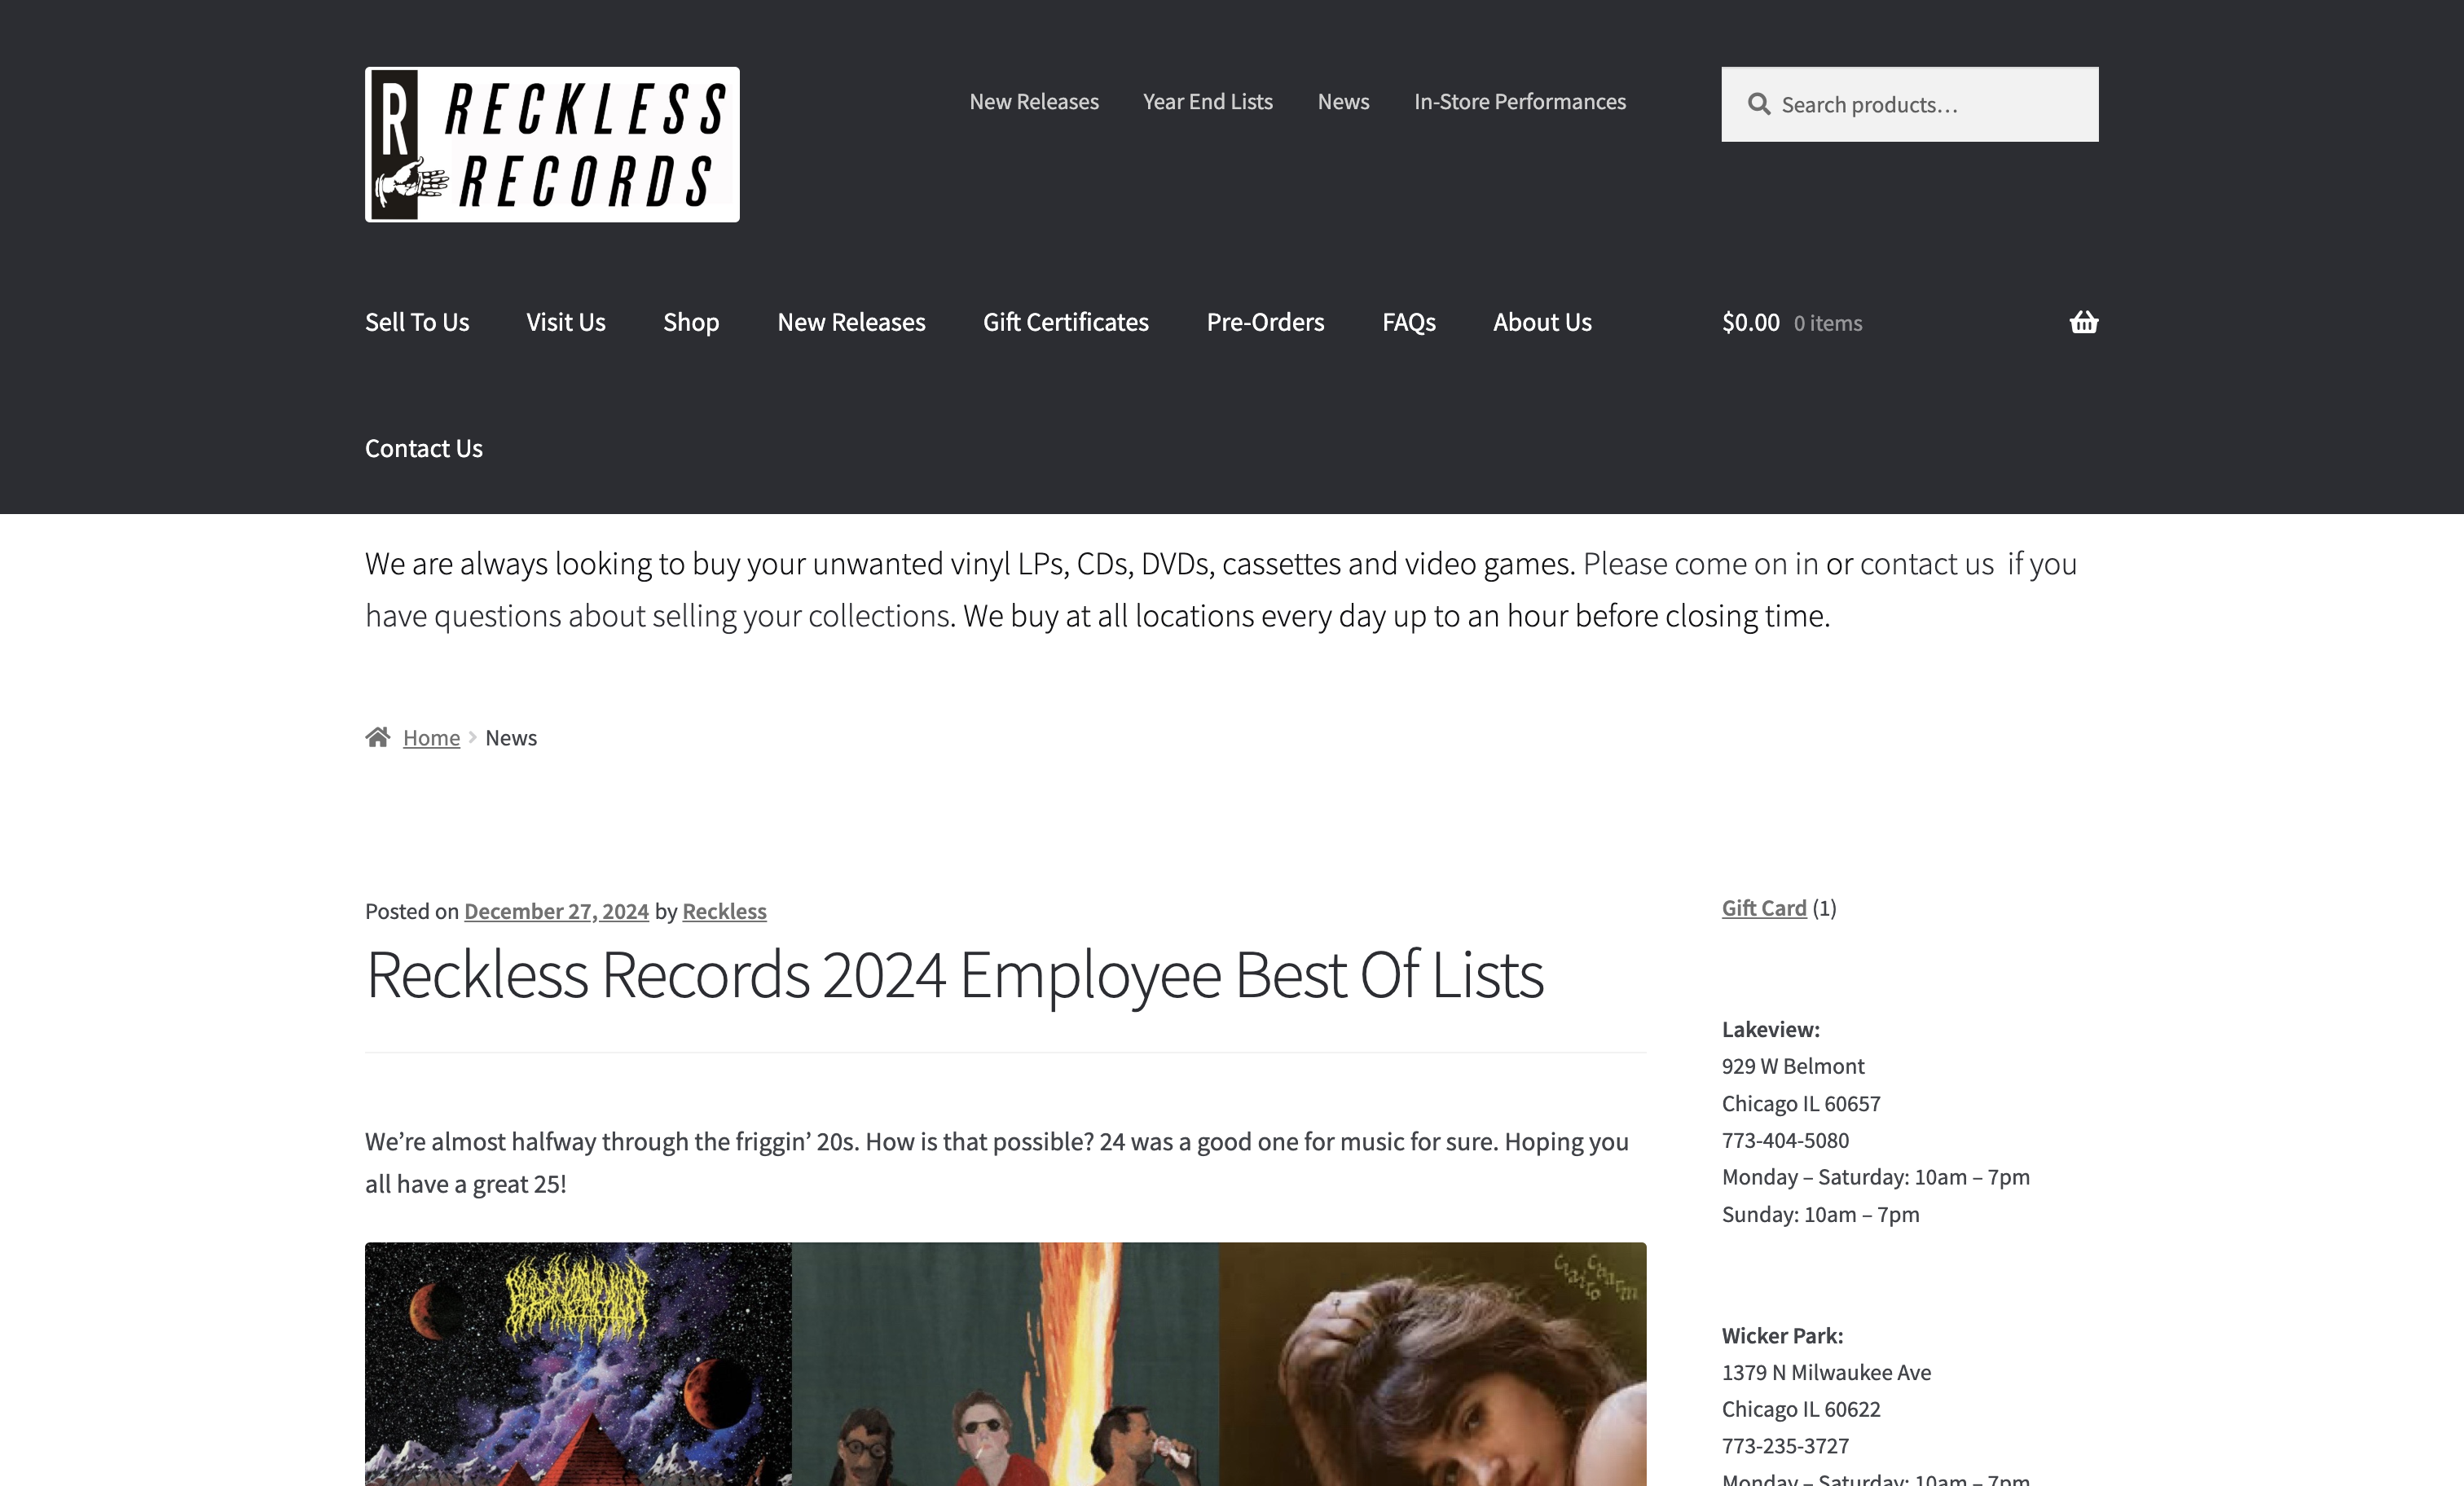 R RECKLESS
RECORDS
New Releases Year End Lists News In-Store Performances
Search products…
Sell To Us Visit Us Shop New Releases Gift Certificates Pre-Orders FAQs About Us
$0.00 0 items
Contact Us
We are always looking to buy your unwanted vinyl LPs, CDs, DVDs, cassettes and video games. Please come on in or contact us if you
have questions about selling your collections. We buy at all locations every day up to an hour before closing time.
Home News
Posted on December 27, 2024 by Reckless
Reckless Records 2024 Employee Best Of Lists
We’re almost halfway through the friggin’ 20s. How is that possible? 24 was a good one for music for sure. Hoping you
all have a great 25!
Clairo
Charm
Gift Card (1)
Lakeview:
929 W Belmont
Chicago IL 60657
773-404-5080
Monday – Saturday: 10am – 7pm
Sunday: 10am – 7pm
Wicker Park:
1379 N Milwaukee Ave
Chicago IL 60622
773-235-3727
Monday – Saturday: 10am – 7pm